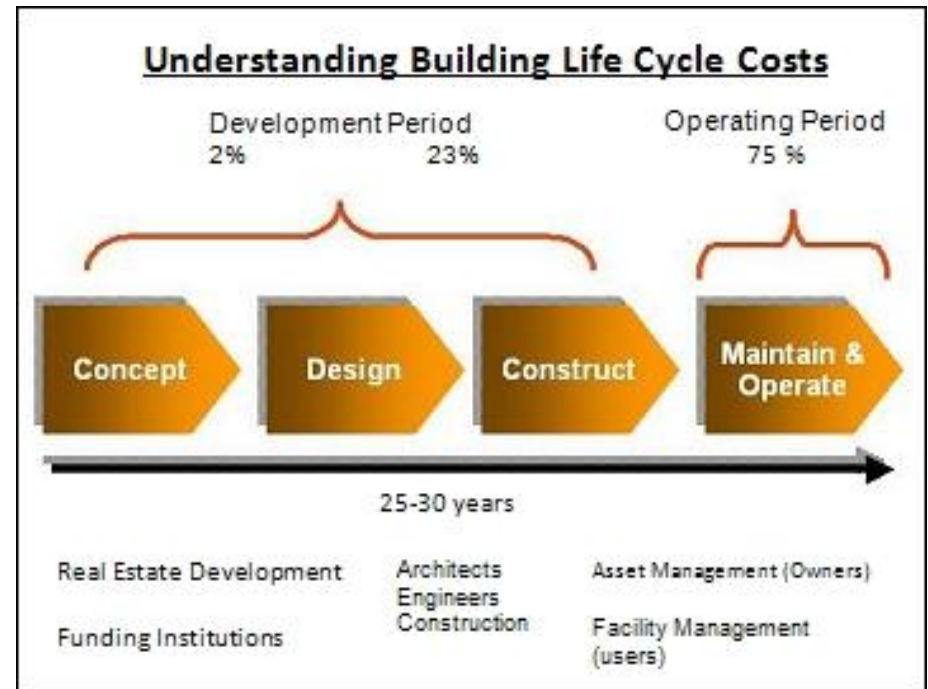 Understanding Building Life Cycle Costs
Development Period
2% 23%
Operating Period
75 %
Concept
Design
Construct
Maintain &
Operate
25-30 years
Real Estate Development
Funding Institutions
Architects
Engineers
Construction
Asset Management (Owners)
Facility Management
(users)